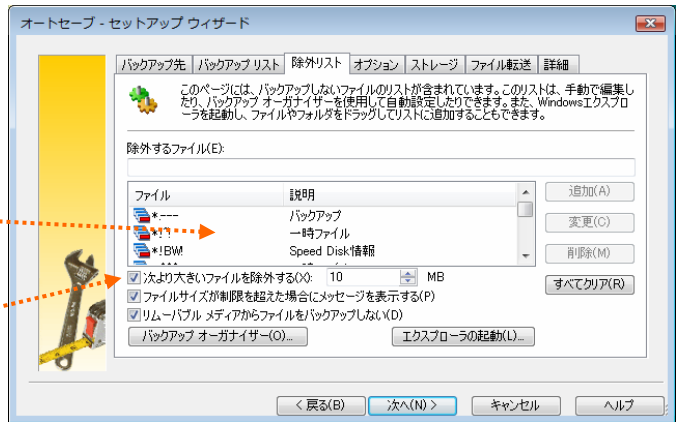 オートセーブ - セットアップ ウィザード
バックアップ先 バックアップ リスト 除外リスト オプション ストレージ ファイル転送 詳細
このページには、バックアップしないファイルのリストが含まれています。このリストは、手動で編集し
たり、バックアップ オーガナイザーを使用して自動設定したりできます。また、Windowsエクスプロ
ーラを起動し、ファイルやフォルダをドラッグしてリストに追加することもできます。
除外するファイル(E):
ファイル 説明
*.--- バックアップ
一時ファイル
*!BW! Speed Disk情報
追加(A)
変更(C)
削除(M)
すべてクリア(R)
次より大きいファイルを除外する(X): 10 MB
ファイルサイズが制限を超えた場合にメッセージを表示する(P)
リムーバブル メディアからファイルをバックアップしない(D)
バックアップ オーガナイザー(O)... エクスプローラの起動(L)...
< 戻る(B) 次へ(N) > キャンセル ヘルプ